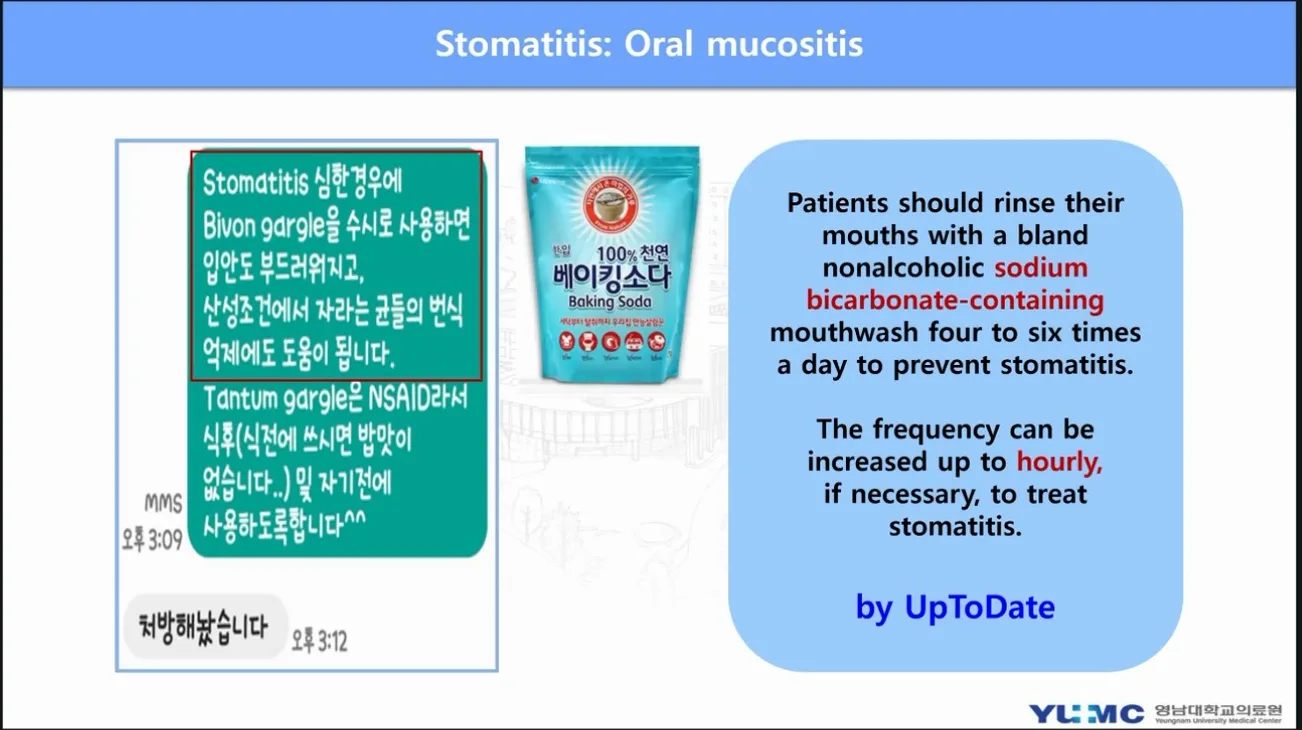 Stomatitis: Oral mucositis
Stomatitis 심한경우에
Bivon gargle을 수시로 사용하면
입안도 부드러워지고,
산성조건에서 자라는 균들의 번식
억제에도 도움이 됩니다.
Tantum gargle은 NSAID라서
식후(식전에 쓰시면 밥맛이
없습니다..) 및 자기전에
사용하도록합니다^^
MMS
오후 3:09
처방해놨습니다
오후 3:12
한입
100% 천연
베이킹소다
Baking Soda
Patients should rinse their
mouths with a bland
nonalcoholic sodium
bicarbonate-containing
mouthwash four to six times
a day to prevent stomatitis.
The frequency can be
increased up to hourly,
if necessary, to treat
stomatitis.
by UpToDate
YUMC 영남대학교의료원
Yeungnam University Medical Center